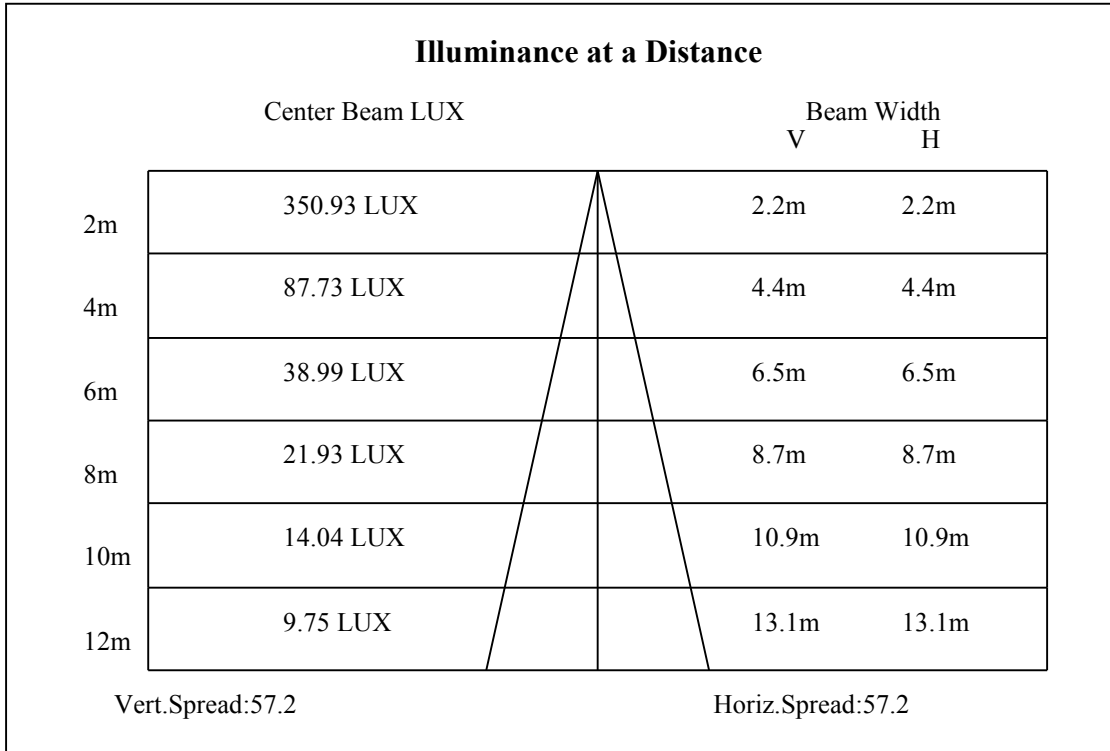 Illuminance at a Distance
Center Beam LUX Beam Width
V H
2m 350.93 LUX 2.2m 2.2m
4m 87.73 LUX 4.4m 4.4m
6m 38.99 LUX 6.5m 6.5m
8m 21.93 LUX 8.7m 8.7m
10m 14.04 LUX 10.9m 10.9m
12m 9.75 LUX 13.1m 13.1m
Vert.Spread:57.2 Horiz.Spread:57.2